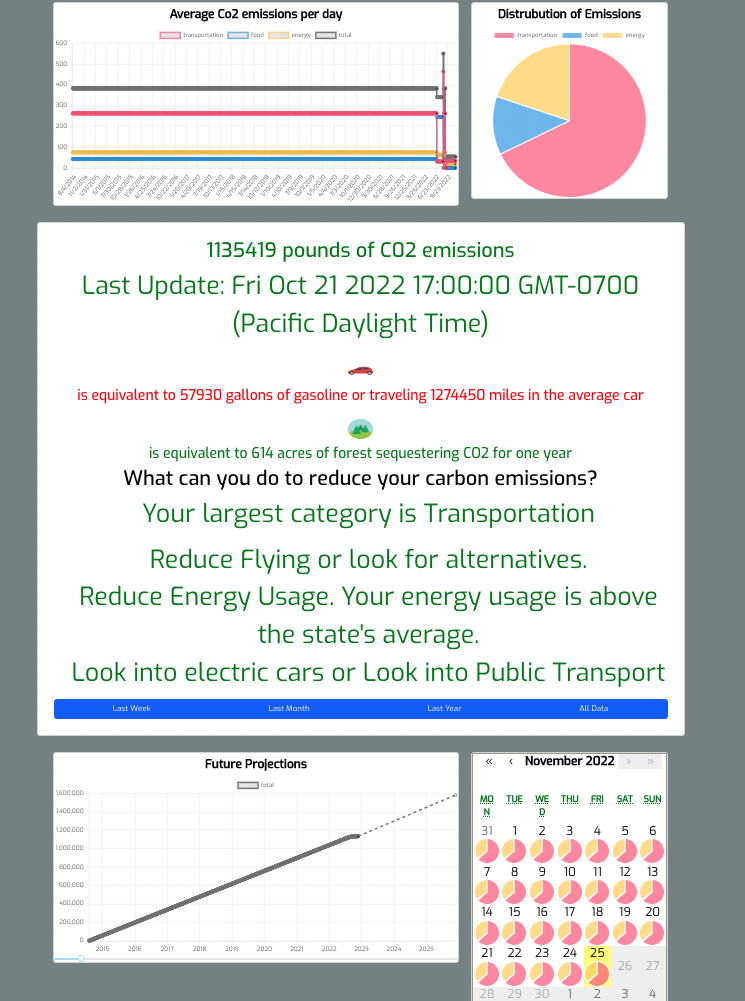 Average Co2 emissions per day
transportation food energy total
600
500
400
300
200
100
0
Distrubution of Emissions
transportation food energy
1135419 pounds of CO2 emissions
Last Update: Fri Oct 21 2022 17:00:00 GMT-0700
(Pacific Daylight Time)
is equivalent to 57930 gallons of gasoline or traveling 1274450 miles in the average car
is equivalent to 614 acres of forest sequestering CO2 for one year
What can you do to reduce your carbon emissions?
Your largest category is Transportation
Reduce Flying or look for alternatives.
Reduce Energy Usage. Your energy usage is above
the state's average.
Look into electric cars or Look into Public Transport
Last Week Last Month Last Year All Data
Future Projections
total
1,600,000
1,400,000
1,200,000
1,000,000
800,000
600,000
400,000
200,000
0
2015 2016 2017 2018 2019 2020 2021 2022 2023 2024 2025
« ‹ November 2022 › »
MO TUE WE THU FRI SAT SUN
N D
31 1 2 3 4 5 6
7 8 9 10 11 12 13
14 15 16 17 18 19 20
21 22 23 24 25 26 27
28 29 30 1 2 3 4